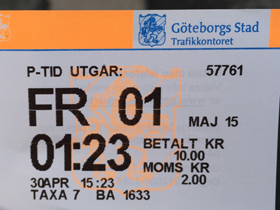 Göteborgs Stad
Trafikkontoret
P-TID UTGÅR: 57761
FR 01
MAJ 15
01:23
BETALT KR
10.00
MOMS KR
2.00
30APR 15:23
TAXA 7 BA 1633